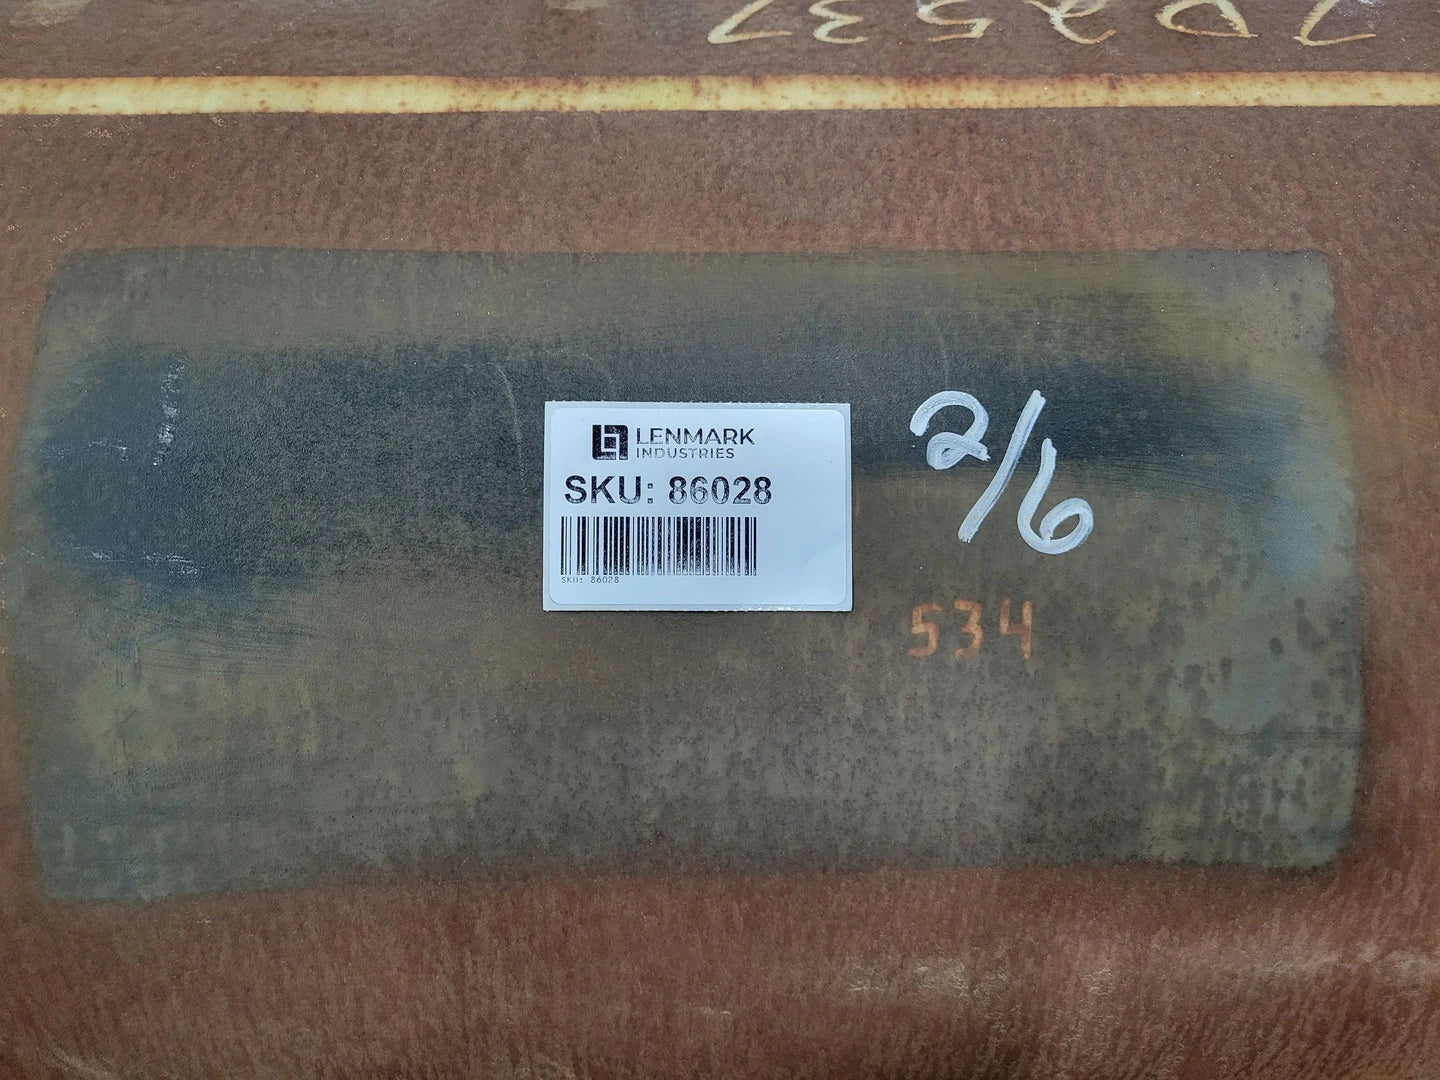 LENMARK
INDUSTRIES
SKU: 86028
SKU: 86028
2/6
534